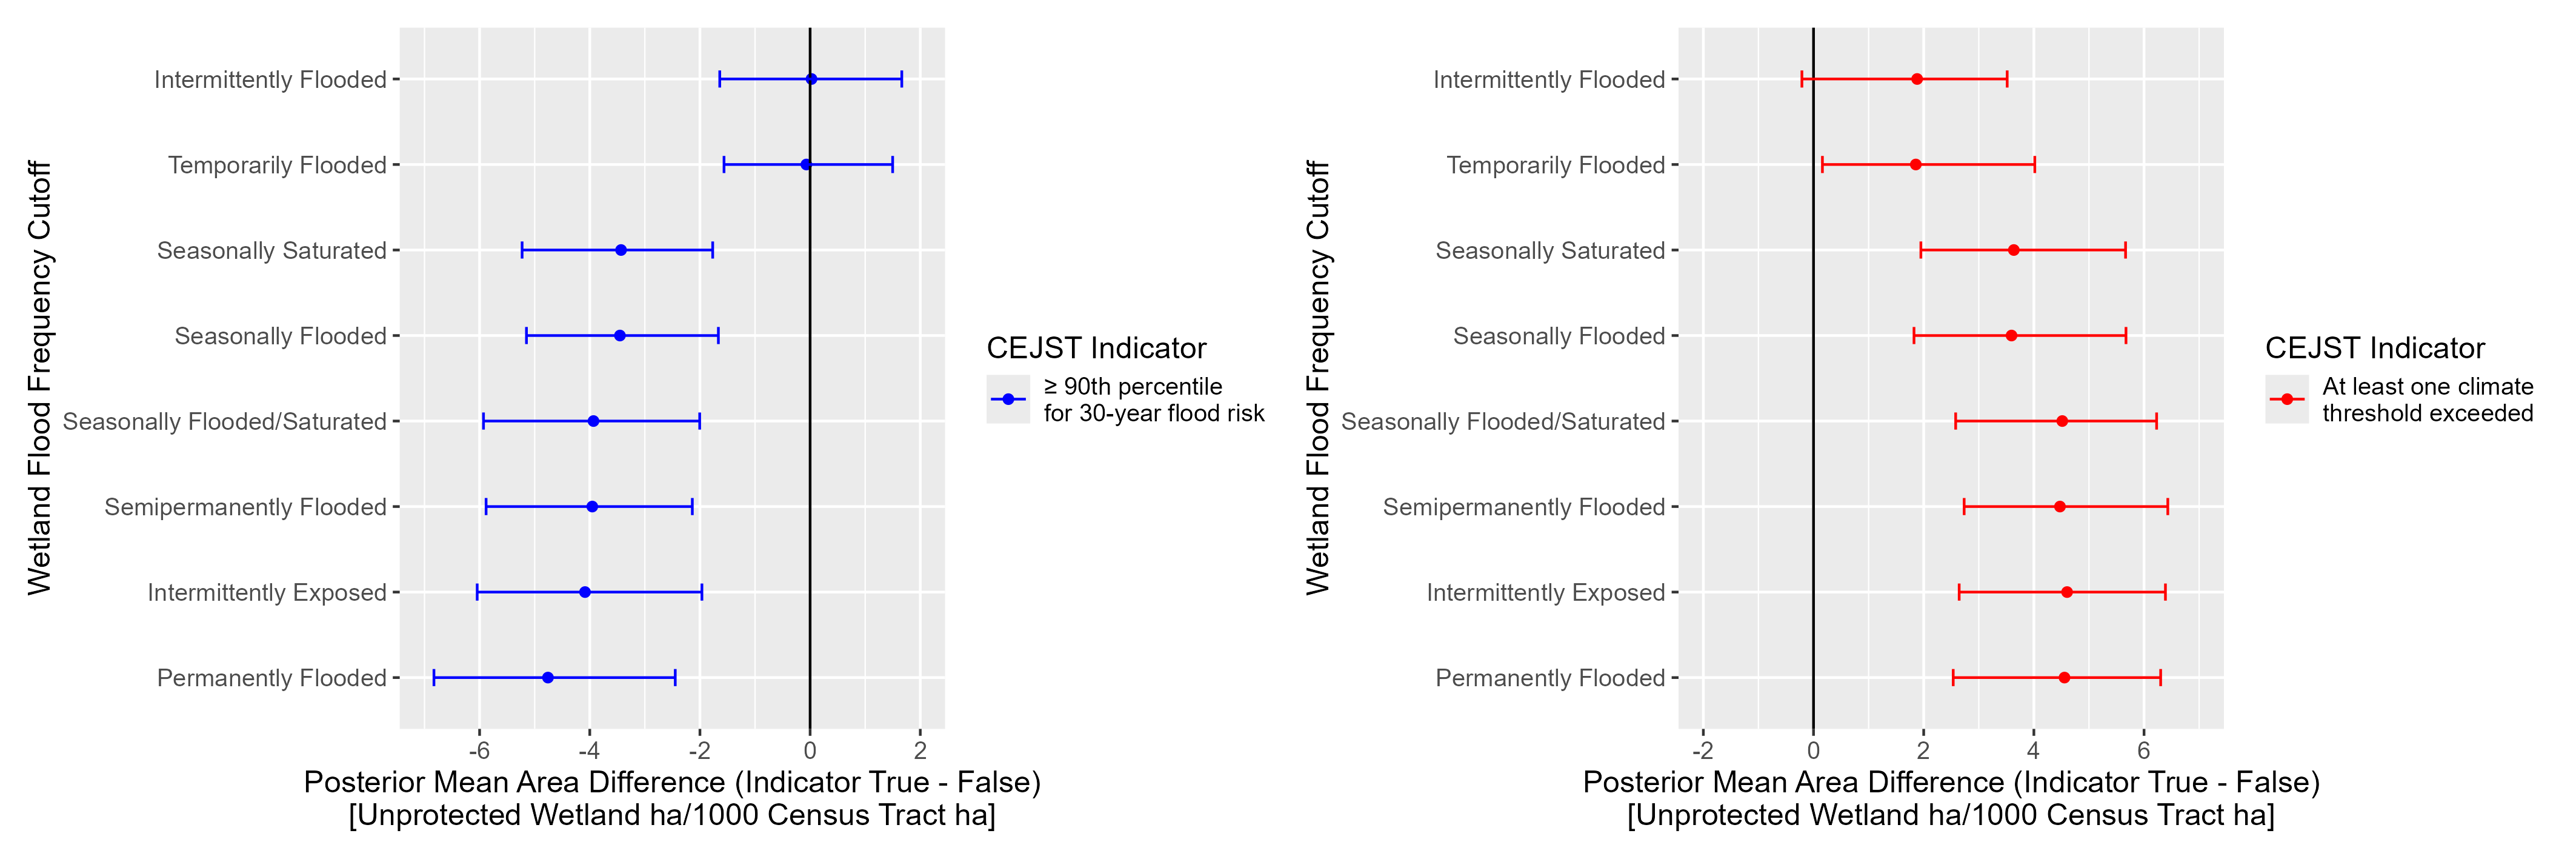 Wetland Flood Frequency Cutoff
Intermittently Flooded
Temporarily Flooded
Seasonally Saturated
Seasonally Flooded
Seasonally Flooded/Saturated
Semipermanently Flooded
Intermittently Exposed
Permanently Flooded
-6 -4 -2 0 2
Posterior Mean Area Difference (Indicator True - False)
[Unprotected Wetland ha/1000 Census Tract ha]
CEJST Indicator
≥ 90th percentile
for 30-year flood risk
Wetland Flood Frequency Cutoff
Intermittently Flooded
Temporarily Flooded
Seasonally Saturated
Seasonally Flooded
Seasonally Flooded/Saturated
Semipermanently Flooded
Intermittently Exposed
Permanently Flooded
-2 0 2 4 6
Posterior Mean Area Difference (Indicator True - False)
[Unprotected Wetland ha/1000 Census Tract ha]
CEJST Indicator
At least one climate
threshold exceeded